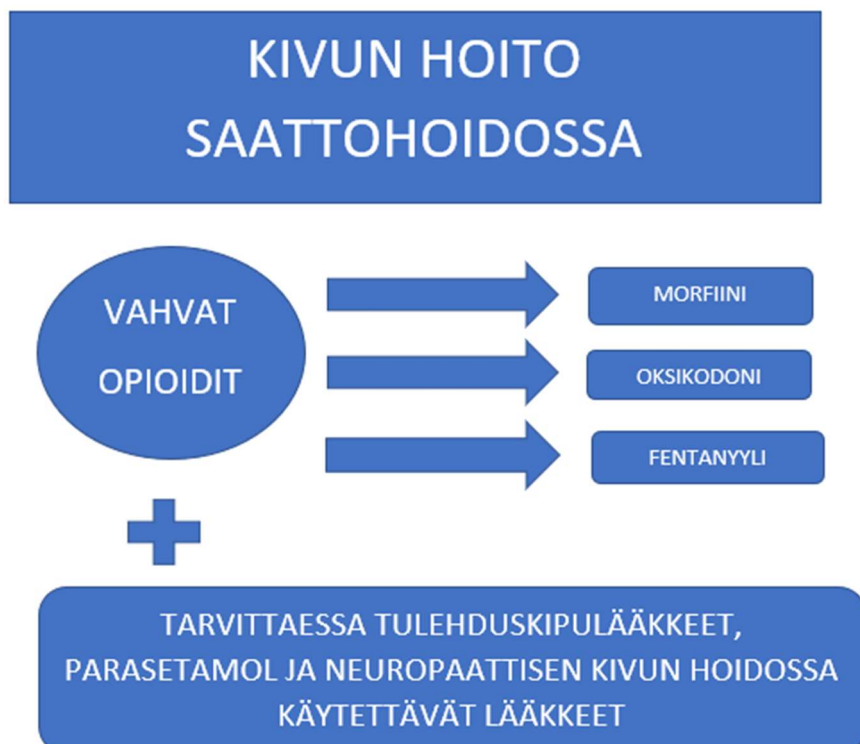 KIVUN HOITO
SAATTOHOIDOSSA
VAHVAT
OPIOIDIT
MORFIINI
OKSIKODONI
FENTANYYLI
TARVITTAESSA TULEHDUSKIPULÄÄKKEET,
PARASETAMOL JA NEUROPAATTISEN KIVUN HOIDOSSA
KÄYTETTÄVÄT LÄÄKKEET